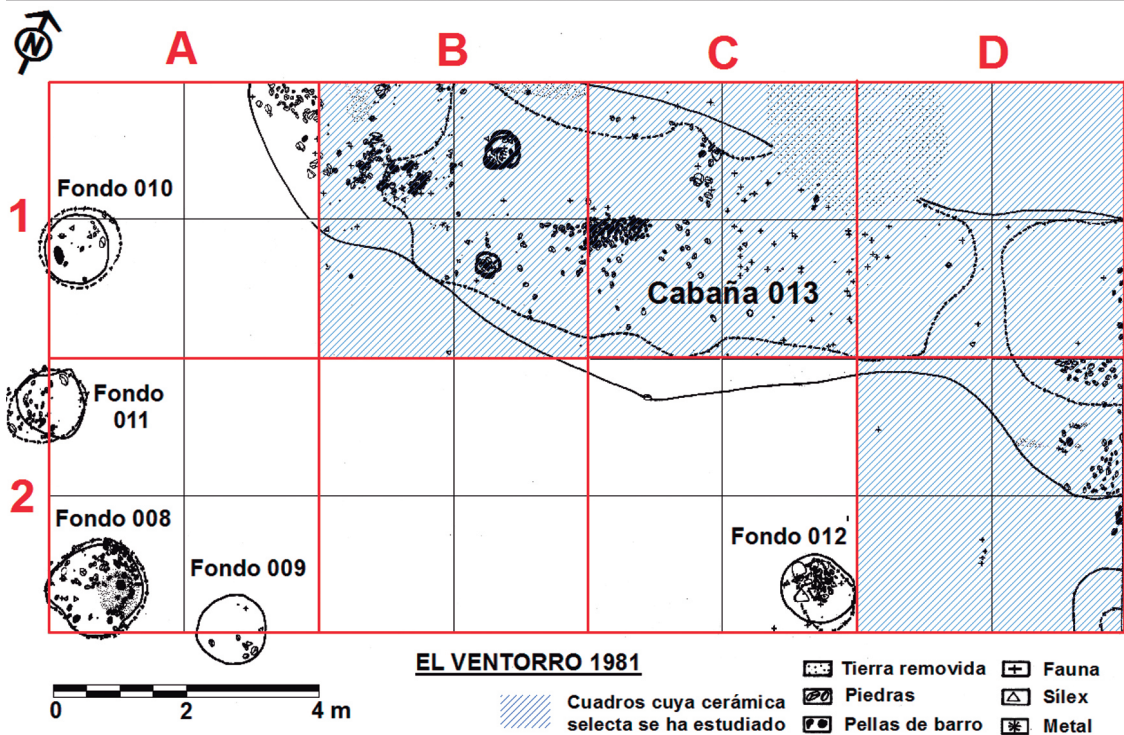 N
A B C D
1
2
Fondo 010
Cabaña 013
Fondo
011
Fondo 008
Fondo 009
Fondo 012
EL VENTORRO 1981
0 2 4 m
Cuadros cuya cerámica
selecta se ha estudiado
Tierra removida
Piedras
Pellas de barro
Fauna
Sílex
Metal